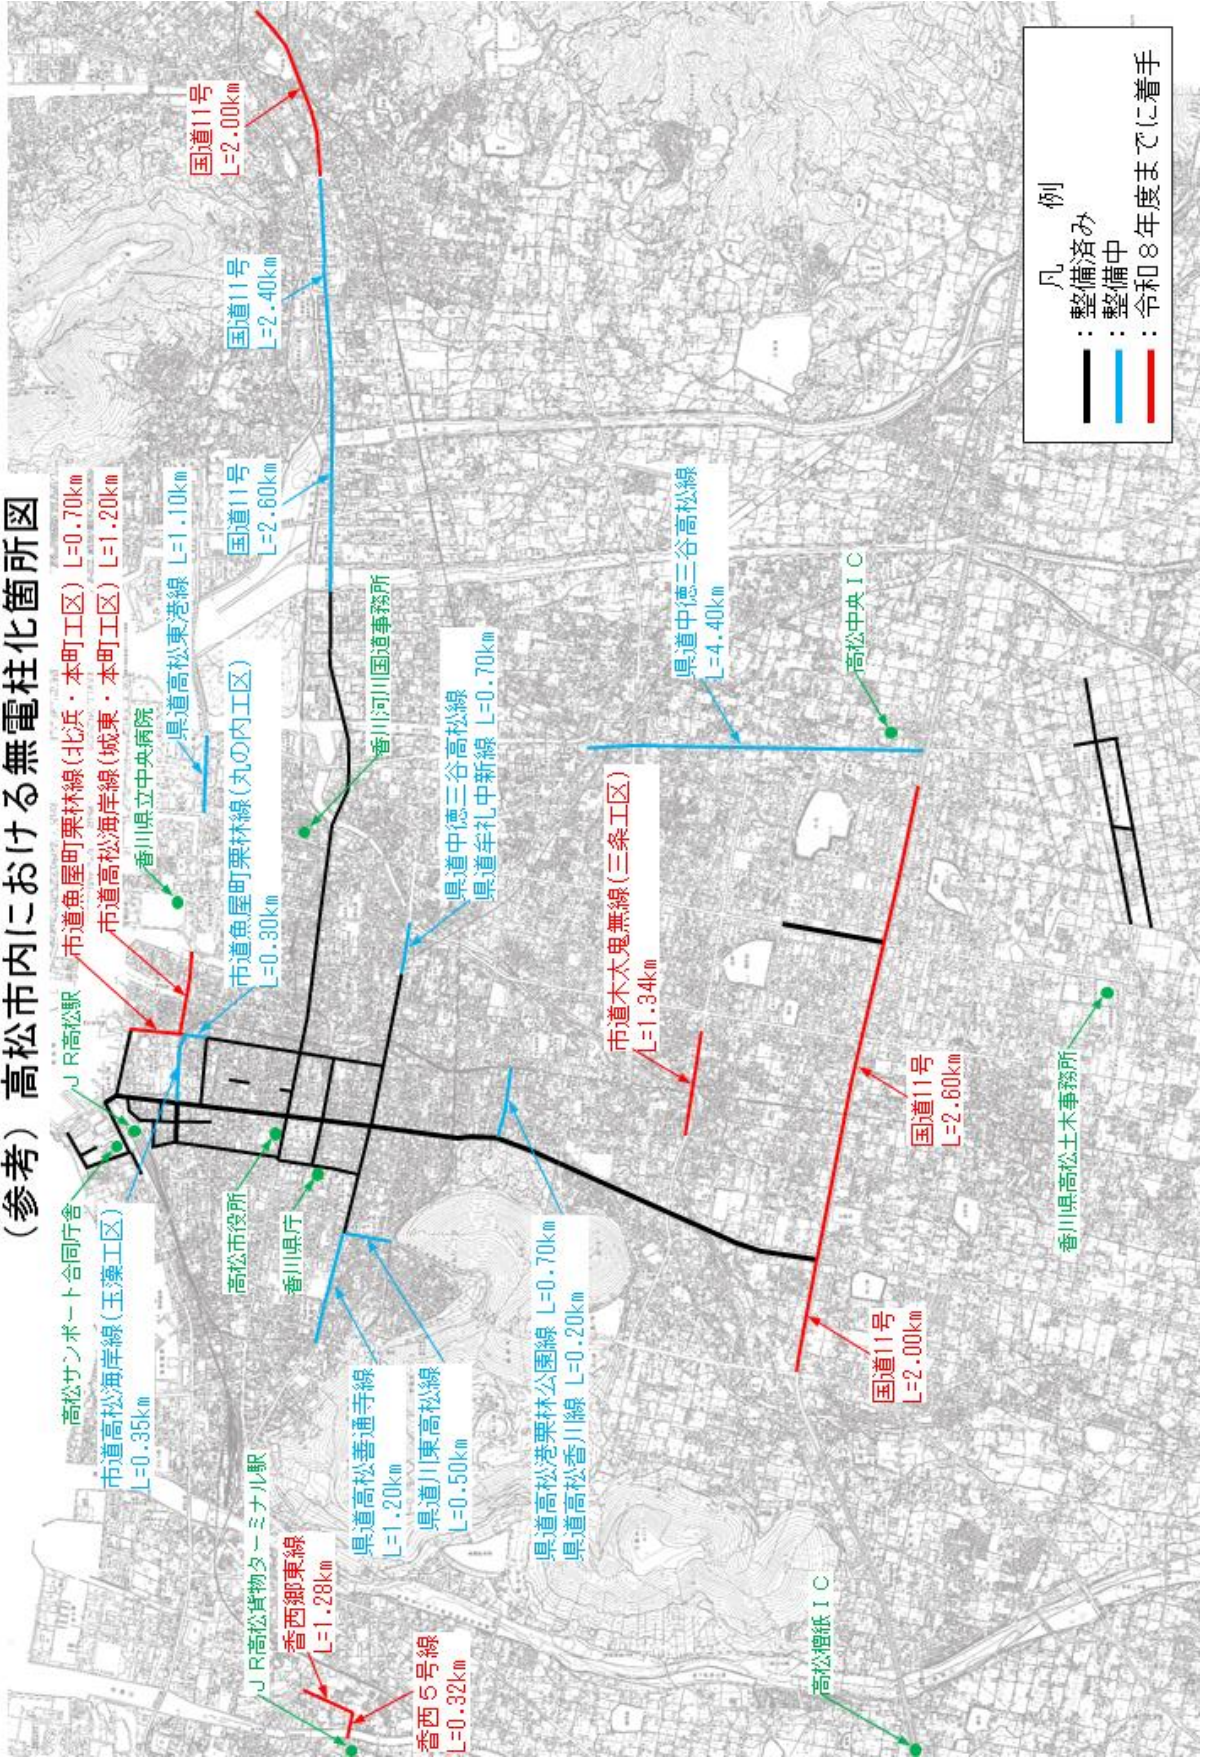 (参考) 高松市内における無電柱化箇所図
市道魚屋町栗林線(北浜・本町工区) L=0.70km
市道高松海岸線(城東・本町工区) L=1.20km
県道高松東港線 L=1.10km
香川県立中央病院
JR高松駅
高松サンポート合同庁舎
市道高松海岸線(玉藻工区)
L=0.35km
市道魚屋町栗林線(丸の内工区)
L=0.30km
国道11号
L=2.00km
国道11号
L=2.40km
国道11号
L=2.60km
香川河川国道事務所
高松市役所
香川県庁
JR高松貨物ターミナル駅
香西郷東線
L=1.28km
香西5号線
L=0.32km
県道高松善通寺線
L=1.20km
県道川東高松線
L=0.50km
県道中徳三谷高松線
県道牟礼中新線 L=0.70km
県道高松港栗林公園線 L=0.70km
県道高松香川線 L=0.20km
市道木太鬼無線(三条工区)
L=1.34km
県道中徳三谷高松線
L=4.40km
高松中央IC
高松檀紙IC
国道11号
L=2.00km
国道11号
L=2.60km
香川県高松土木事務所
凡 例
:整備済み
:整備中
:令和8年度までに着手